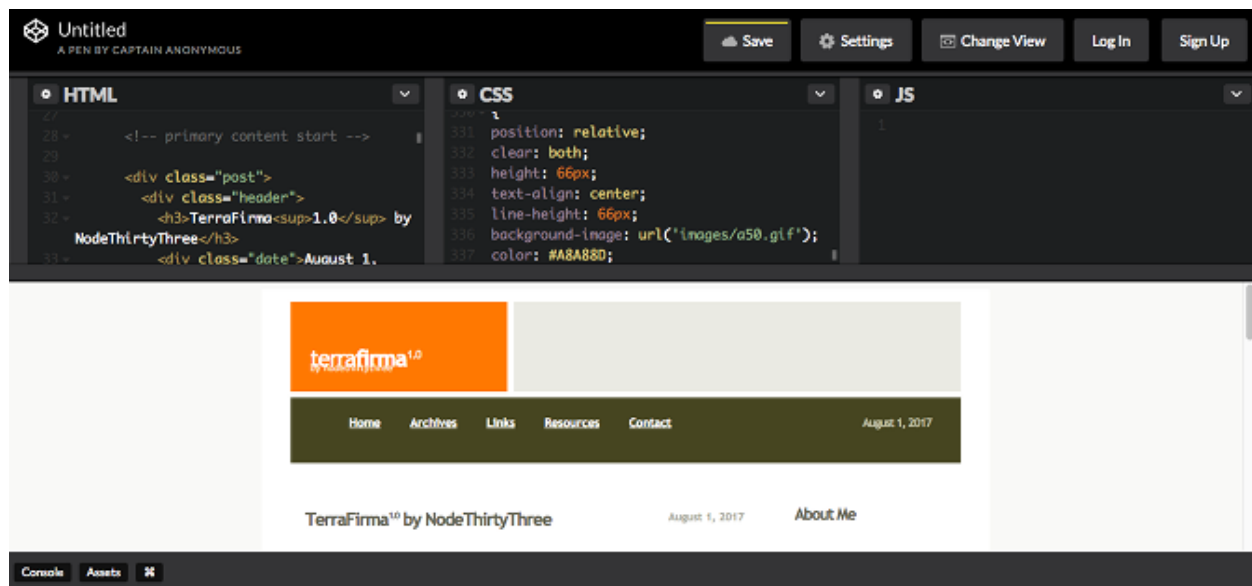 Untitled
A PEN BY CAPTAIN ANONYMOUS
Save
Settings
Change View
Log In
Sign Up
HTML
27
28 <!-- primary content start -->
29
30 <div class="post">
31 <div class="header">
32 <h3>TerraFirma<sup>1.0</sup> by
NodeThirtyThree</h3>
33 <div class="date">August 1,
CSS
330 {
331 position: relative;
332 clear: both;
333 height: 66px;
334 text-align: center;
335 line-height: 66px;
336 background-image: url('images/a50.gif');
337 color: #A8A88D;
JS
1
terrafirma1.0
Home Archives Links Resources Contact August 1, 2017
TerraFirma1.0 by NodeThirtyThree
August 1, 2017
About Me
Console Assets ⌘